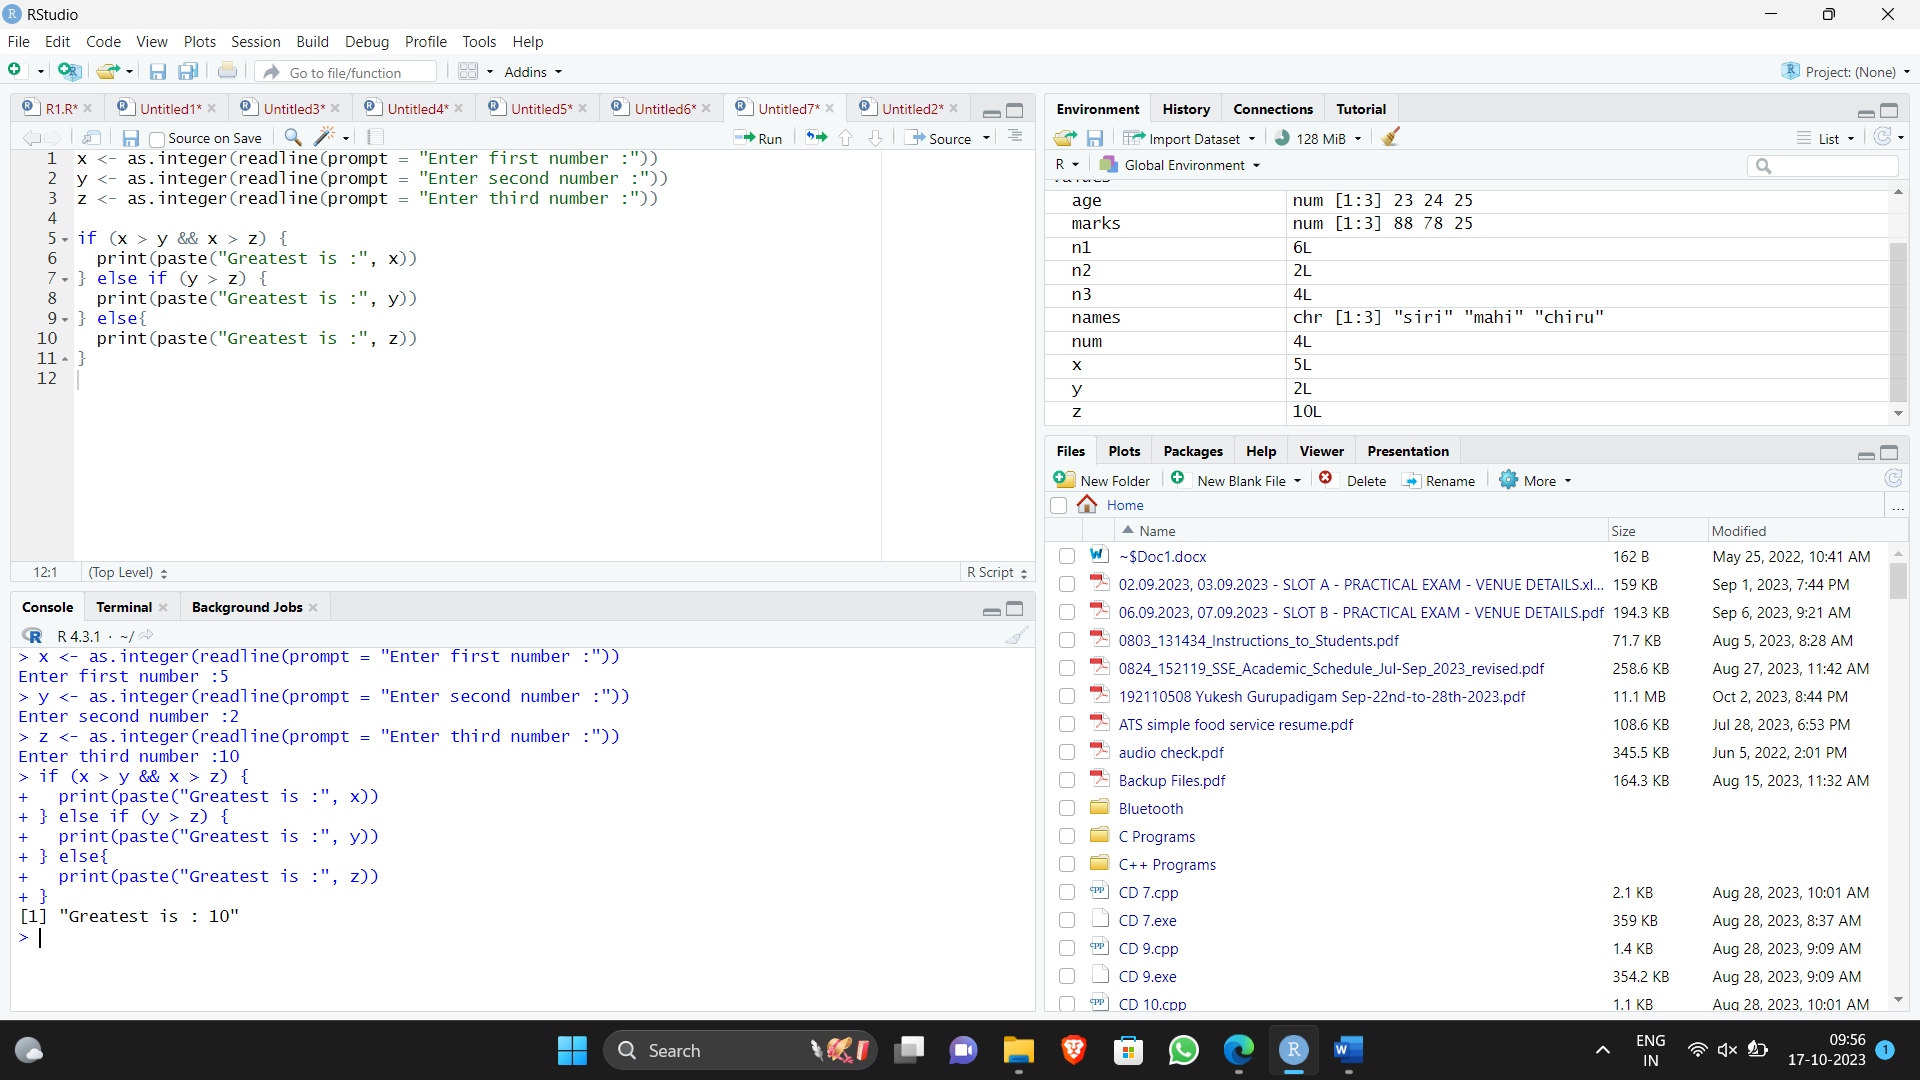 RStudio
File Edit Code View Plots Session Build Debug Profile Tools Help
Go to file/function Addins Project: (None)
R1.R* Untitled1* Untitled3* Untitled4* Untitled5* Untitled6* Untitled7* Untitled2*
Source on Save Run Source
1 x <- as.integer(readline(prompt = "Enter first number :"))
2 y <- as.integer(readline(prompt = "Enter second number :"))
3 z <- as.integer(readline(prompt = "Enter third number :"))
4
5 if (x > y && x > z) {
6 print(paste("Greatest is :", x))
7 } else if (y > z) {
8 print(paste("Greatest is :", y))
9 } else{
10 print(paste("Greatest is :", z))
11 }
12
12:1 (Top Level) R Script
Console Terminal Background Jobs
R 4.3.1 · ~/
> x <- as.integer(readline(prompt = "Enter first number :"))
Enter first number :5
> y <- as.integer(readline(prompt = "Enter second number :"))
Enter second number :2
> z <- as.integer(readline(prompt = "Enter third number :"))
Enter third number :10
> if (x > y && x > z) {
+ print(paste("Greatest is :", x))
+ } else if (y > z) {
+ print(paste("Greatest is :", y))
+ } else{
+ print(paste("Greatest is :", z))
+ }
[1] "Greatest is : 10"
>
Environment History Connections Tutorial
Import Dataset 128 MiB List
R Global Environment
age num [1:3] 23 24 25
marks num [1:3] 88 78 25
n1 6L
n2 2L
n3 4L
names chr [1:3] "siri" "mahi" "chiru"
num 4L
x 5L
y 2L
z 10L
Files Plots Packages Help Viewer Presentation
New Folder New Blank File Delete Rename More
Home ...
Name Size Modified
~$Doc1.docx 162 B May 25, 2022, 10:41 AM
02.09.2023, 03.09.2023 - SLOT A - PRACTICAL EXAM - VENUE DETAILS.xl... 159 KB Sep 1, 2023, 7:44 PM
06.09.2023, 07.09.2023 - SLOT B - PRACTICAL EXAM - VENUE DETAILS.pdf 194.3 KB Sep 6, 2023, 9:21 AM
0803_131434_Instructions_to_Students.pdf 71.7 KB Aug 5, 2023, 8:28 AM
0824_152119_SSE_Academic_Schedule_Jul-Sep_2023_revised.pdf 258.6 KB Aug 27, 2023, 11:42 AM
192110508 Yukesh Gurupadigam Sep-22nd-to-28th-2023.pdf 11.1 MB Oct 2, 2023, 8:44 PM
ATS simple food service resume.pdf 108.6 KB Jul 28, 2023, 6:53 PM
audio check.pdf 345.5 KB Jun 5, 2022, 2:01 PM
Backup Files.pdf 164.3 KB Aug 15, 2023, 11:32 AM
Bluetooth
C Programs
C++ Programs
CD 7.cpp 2.1 KB Aug 28, 2023, 10:01 AM
CD 7.exe 359 KB Aug 28, 2023, 8:37 AM
CD 9.cpp 1.4 KB Aug 28, 2023, 9:09 AM
CD 9.exe 354.2 KB Aug 28, 2023, 9:09 AM
CD 10.cpp 1.1 KB Aug 28, 2023, 10:01 AM
Search
ENG
IN
09:56
17-10-2023
1